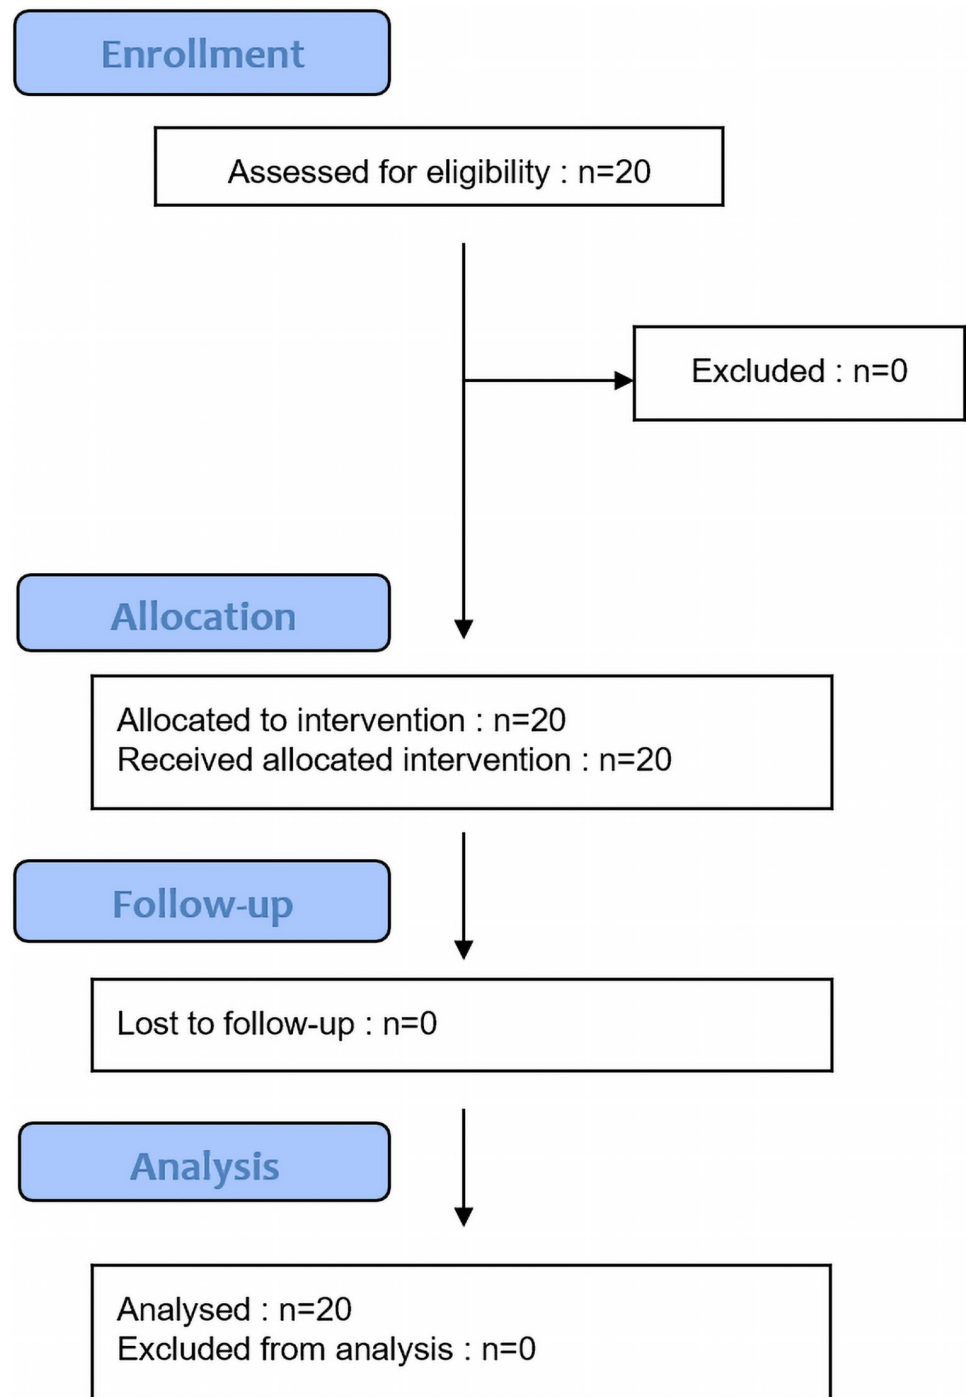 Enrollment
Assessed for eligibility : n=20
Excluded : n=0
Allocation
Allocated to intervention : n=20
Received allocated intervention : n=20
Follow-up
Lost to follow-up : n=0
Analysis
Analysed : n=20
Excluded from analysis : n=0